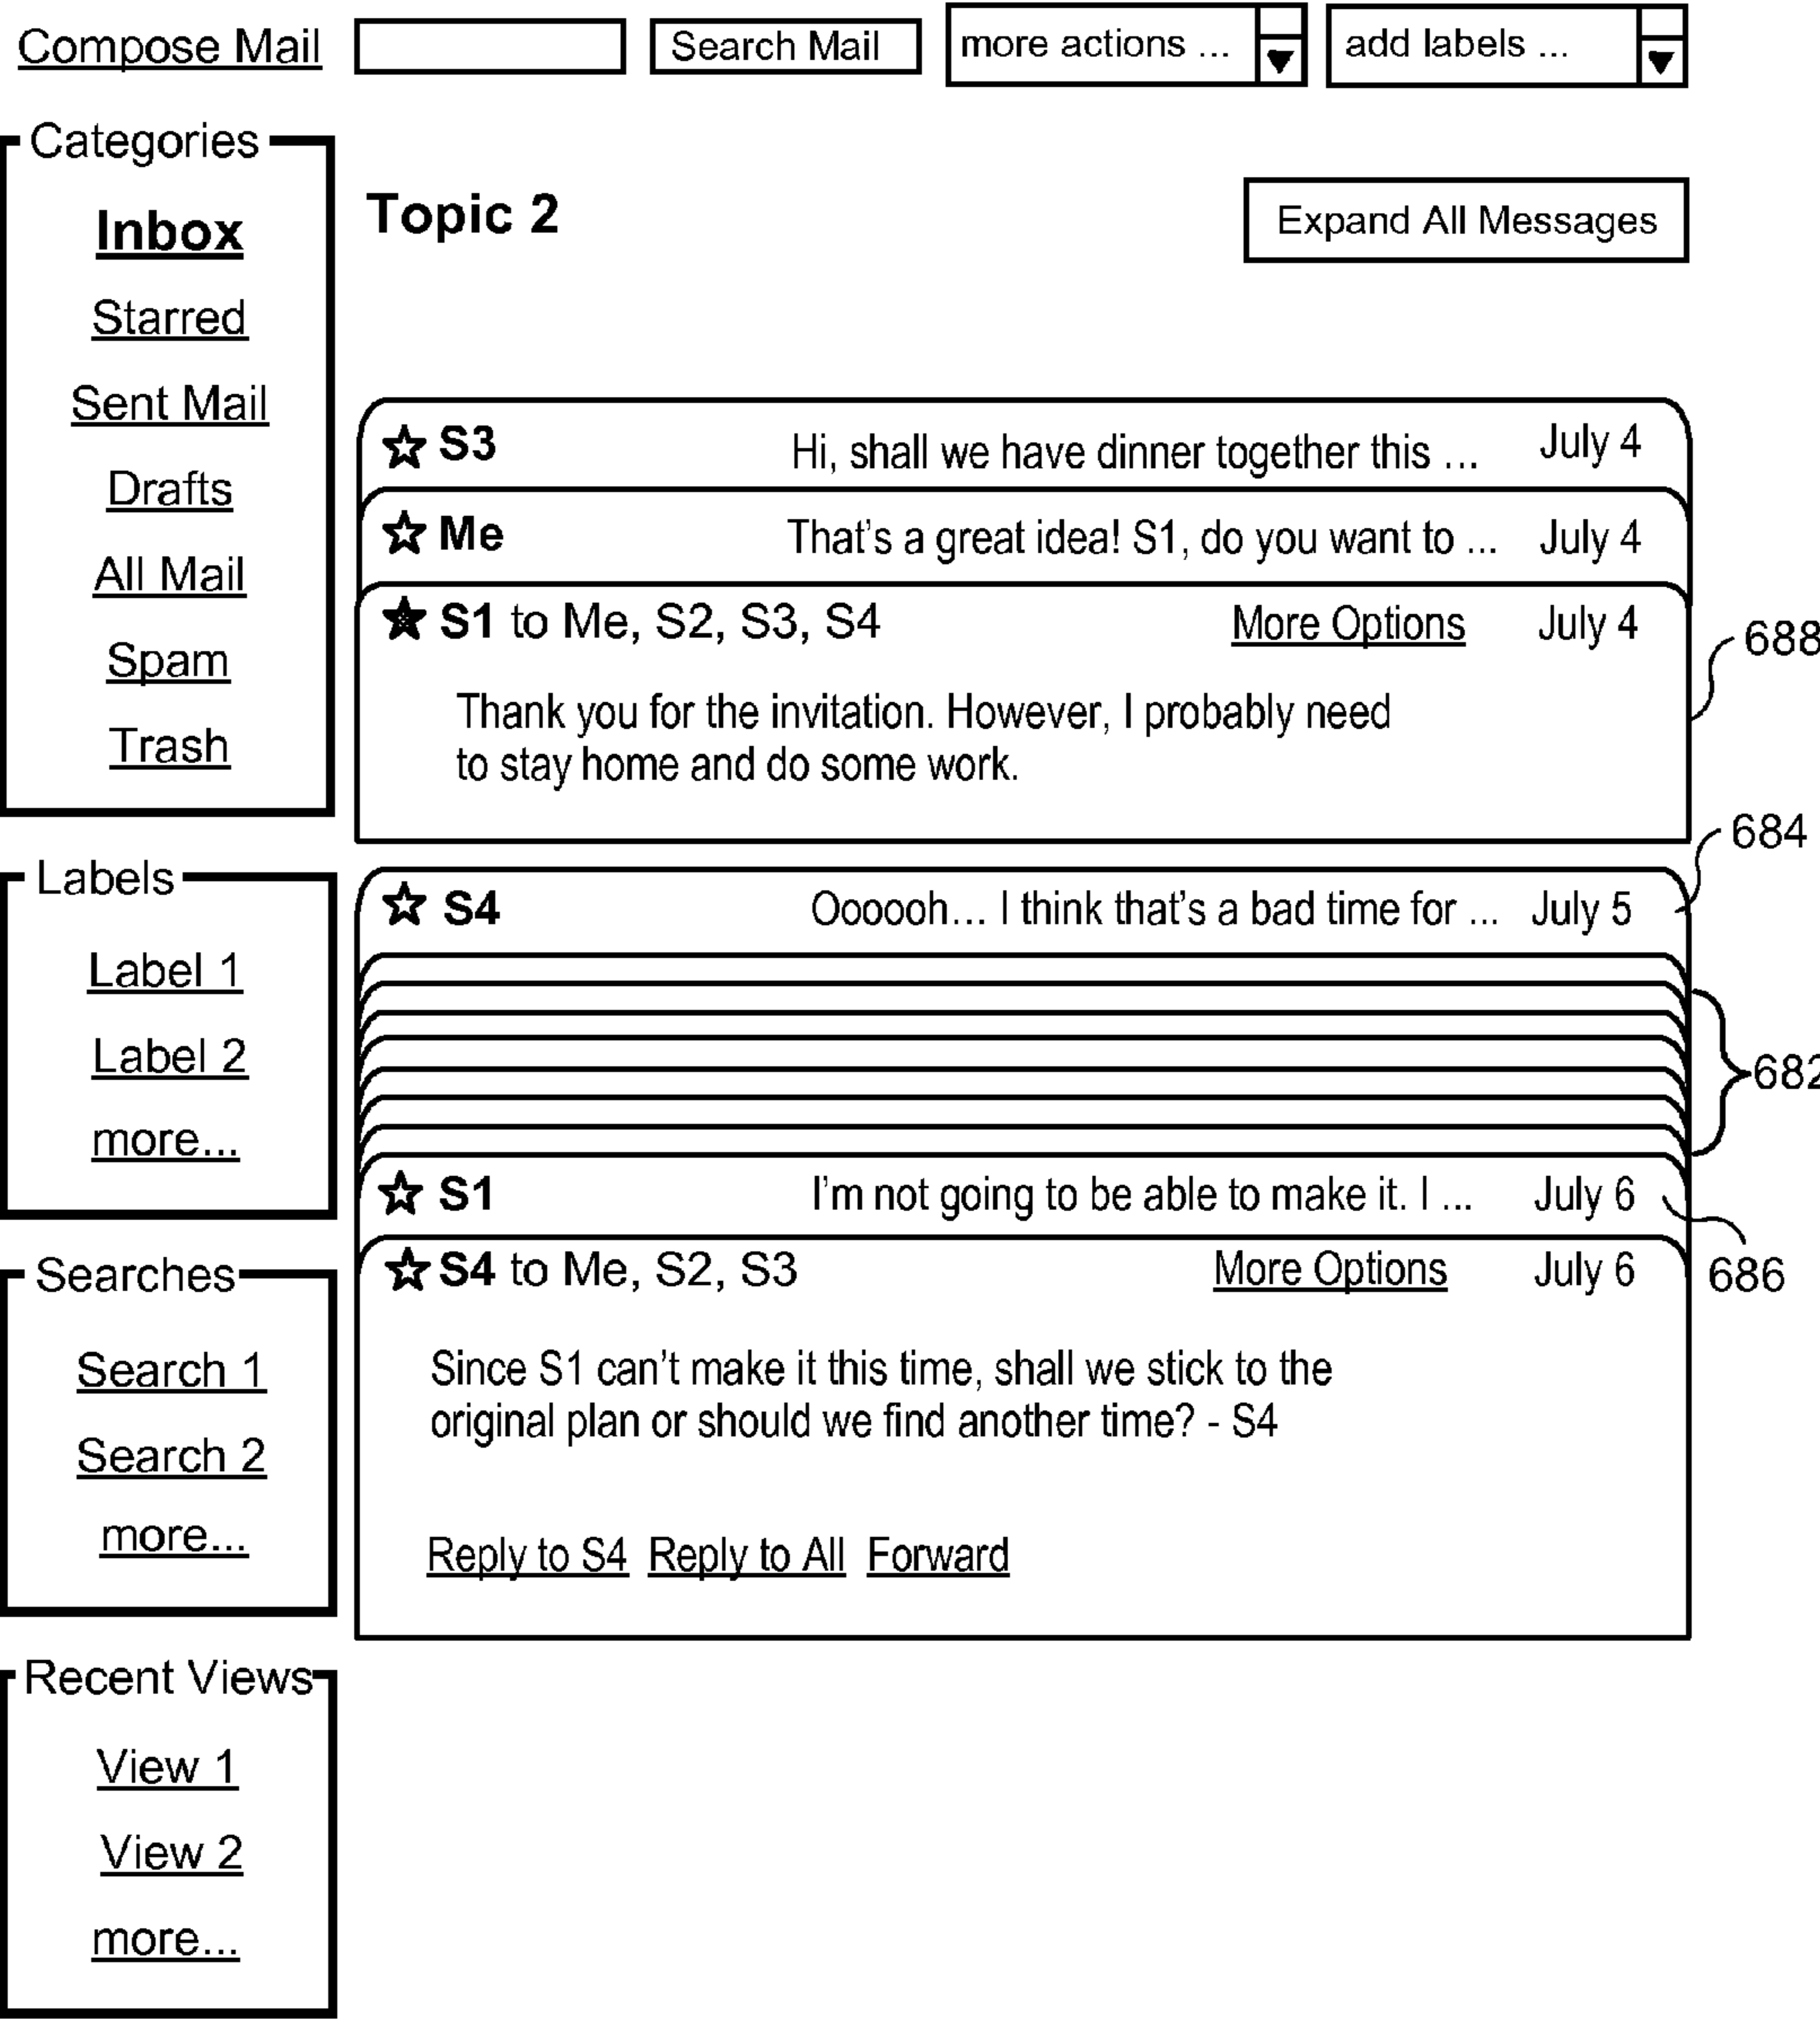 Compose Mail
Search Mail
more actions ...
add labels ...
Categories
Inbox
Starred
Sent Mail
Drafts
All Mail
Spam
Trash
Labels
Label 1
Label 2
more...
Searches
Search 1
Search 2
more...
Recent Views
View 1
View 2
more...
Topic 2
Expand All Messages
S3 Hi, shall we have dinner together this ... July 4
Me That's a great idea! S1, do you want to ... July 4
S1 to Me, S2, S3, S4 More Options July 4
688
Thank you for the invitation. However, I probably need
to stay home and do some work.
684
S4 Oooooh... I think that's a bad time for ... July 5
682
S1 I'm not going to be able to make it. I ... July 6
686
S4 to Me, S2, S3 More Options July 6
Since S1 can't make it this time, shall we stick to the
original plan or should we find another time? - S4
Reply to S4 Reply to All Forward